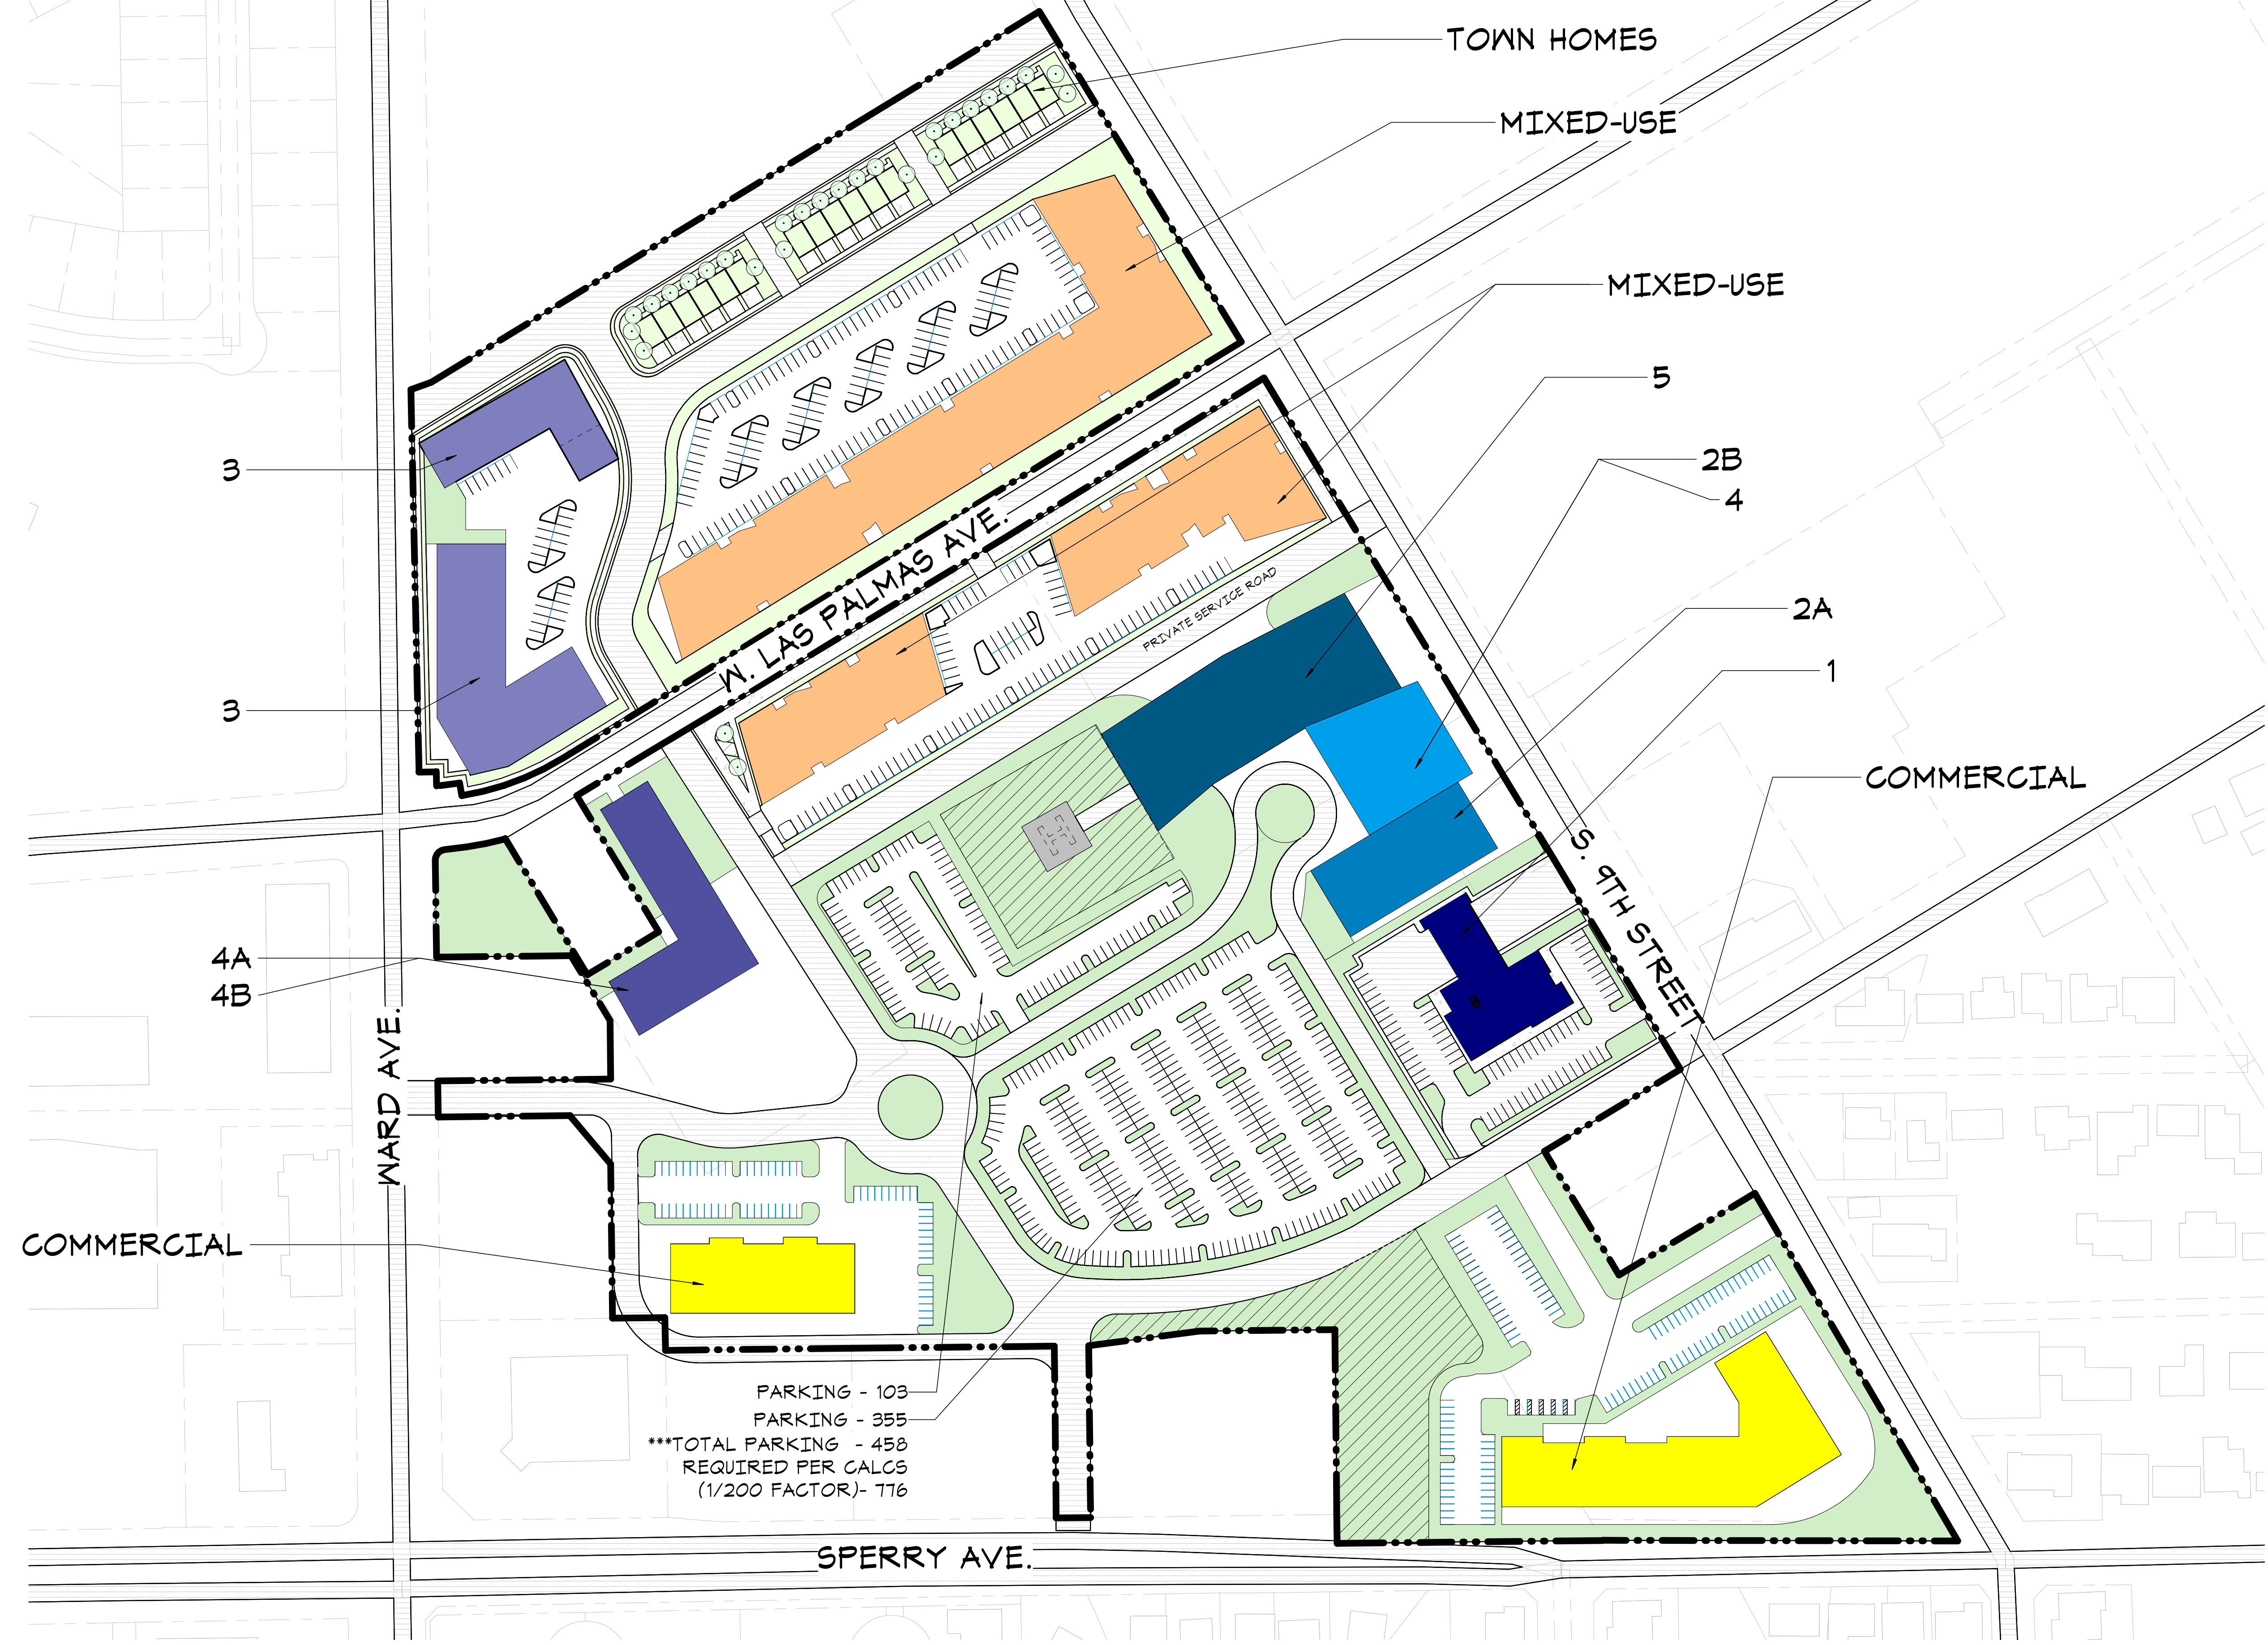 TOWN HOMES
MIXED-USE
MIXED-USE
5
2B
4
3
2A
1
PRIVATE SERVICE ROAD
W. LAS PALMAS AVE.
3
COMMERCIAL
S. 9TH STREET
4A
4B
WARD AVE.
COMMERCIAL
PARKING - 103
PARKING - 355
***TOTAL PARKING - 458
REQUIRED PER CALCS
(1/200 FACTOR)- 776
SPERRY AVE.